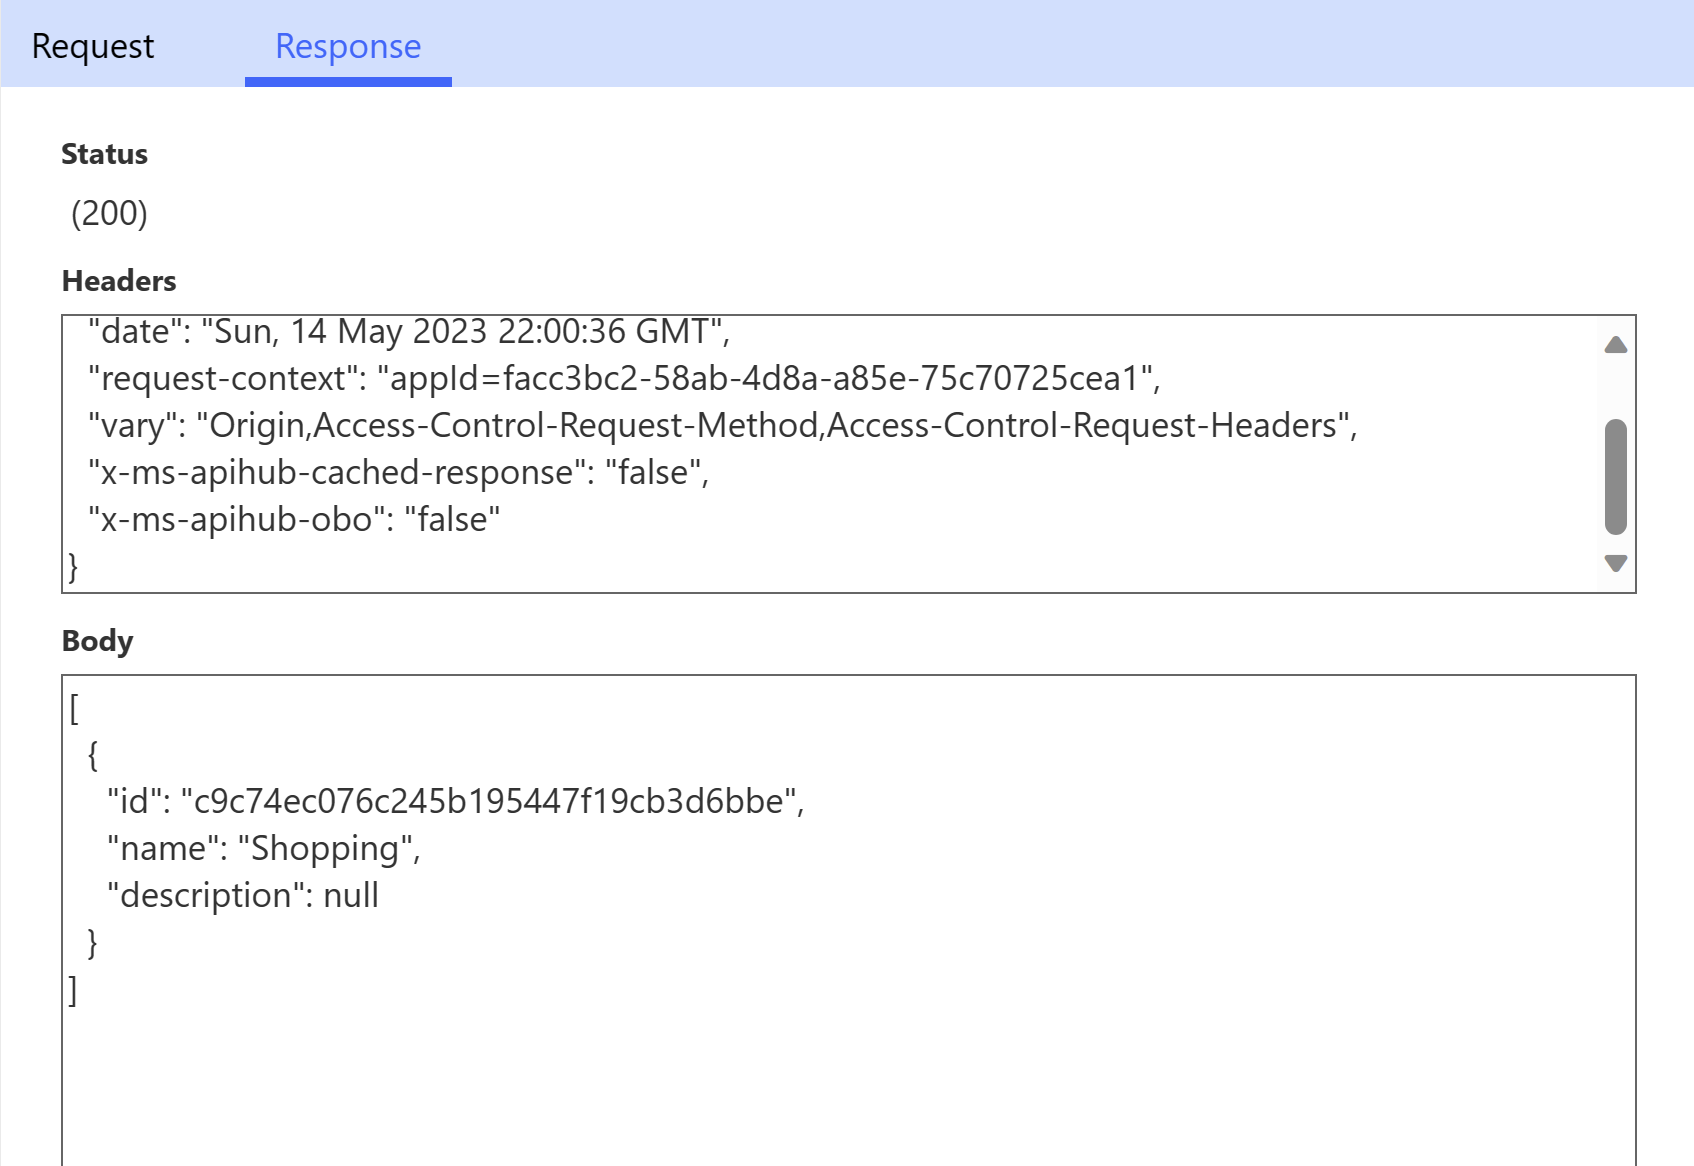 Request
Response
Status
(200)
Headers
"date": "Sun, 14 May 2023 22:00:36 GMT",
"request-context": "appId=facc3bc2-58ab-4d8a-a85e-75c70725cea1",
"vary": "Origin,Access-Control-Request-Method,Access-Control-Request-Headers",
"x-ms-apihub-cached-response": "false",
"x-ms-apihub-obo": "false"
}
Body
[
{
"id": "c9c74ec076c245b195447f19cb3d6bbe",
"name": "Shopping",
"description": null
}
]